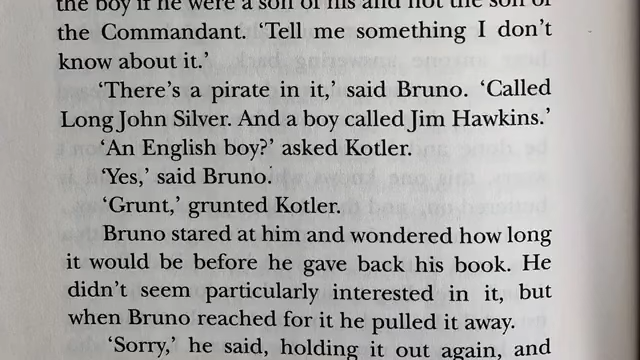 the boy if he were a son of his and not the son of
the Commandant. ‘Tell me something I don’t
know about it.’
‘There’s a pirate in it,’ said Bruno. ‘Called
Long John Silver. And a boy called Jim Hawkins.’
‘An English boy?’ asked Kotler.
‘Yes,’ said Bruno.
‘Grunt,’ grunted Kotler.
Bruno stared at him and wondered how long
it would be before he gave back his book. He
didn’t seem particularly interested in it, but
when Bruno reached for it he pulled it away.
‘Sorry,’ he said, holding it out again, and